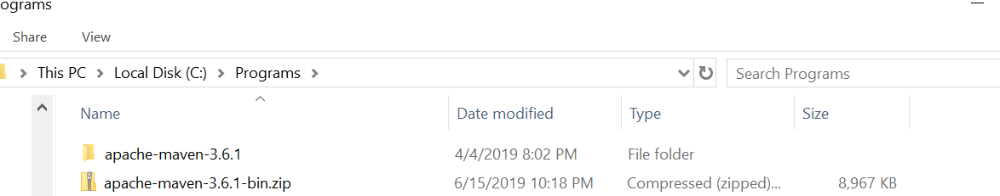 ograms
Share View
This PC Local Disk (C:) Programs Search Programs
Name Date modified Type Size
apache-maven-3.6.1 4/4/2019 8:02 PM File folder
apache-maven-3.6.1-bin.zip 6/15/2019 10:18 PM Compressed (zipped)... 8,967 KB